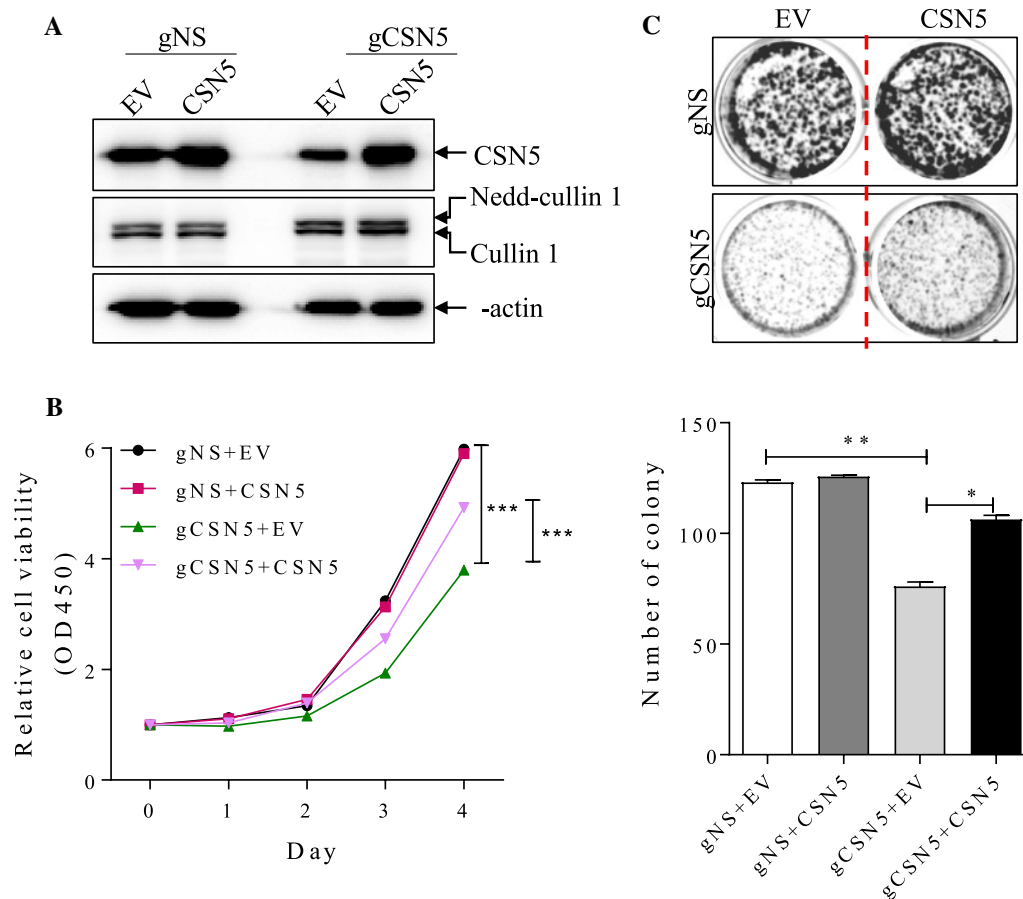 A
gNS
gCSN5
EV
CSN5
EV
CSN5
CSN5
Nedd-cullin 1
Cullin 1
-actin
B
Relative cell viability
(OD450)
6
4
2
0
gNS+EV
gNS+CSN5
gCSN5+EV
gCSN5+CSN5
***
***
0 1 2 3 4
Day
C
EV CSN5
gNS
gCSN5
Number of colony
150
100
50
0
**
*
gNS+EV
gNS+CSN5
gCSN5+EV
gCSN5+CSN5